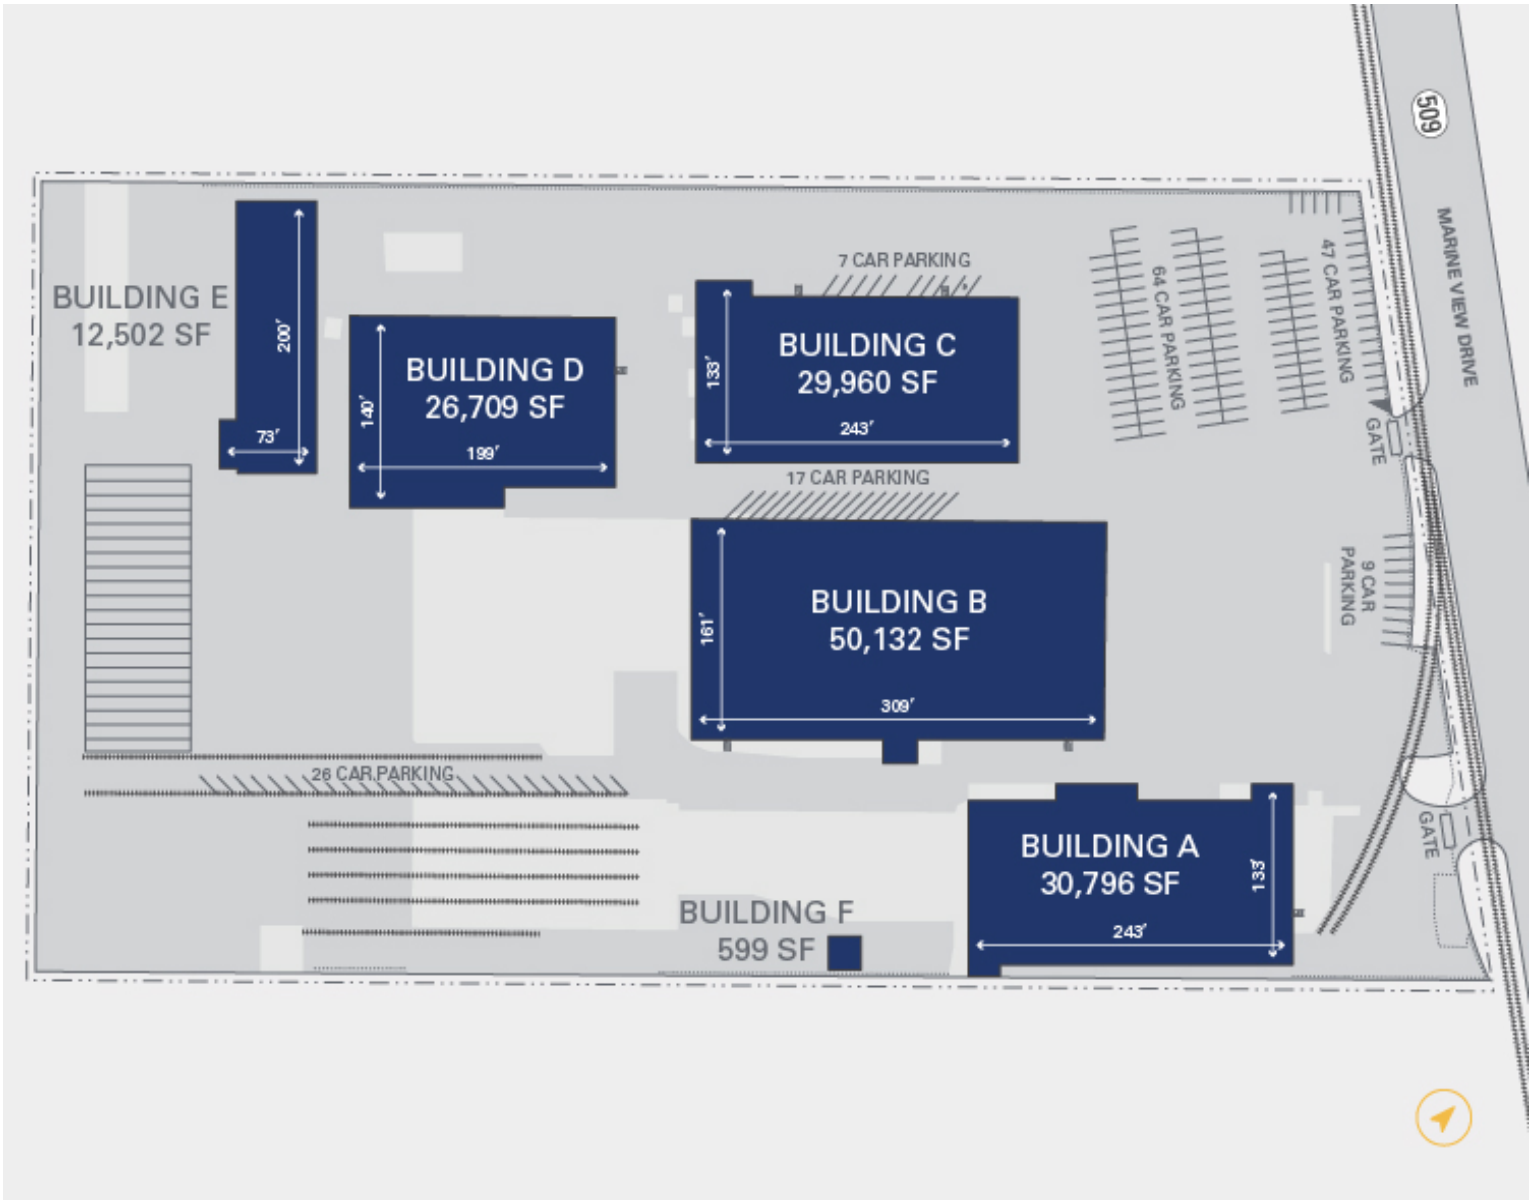 509
MARINE VIEW DRIVE
7 CAR PARKING
64 CAR PARKING
47 CAR PARKING
BUILDING E
12,502 SF
200'
73'
BUILDING D
26,709 SF
140'
199'
BUILDING C
29,960 SF
133'
243'
GATE
17 CAR PARKING
BUILDING B
50,132 SF
161'
309'
9 CAR
PARKING
26 CAR PARKING
GATE
BUILDING A
30,796 SF
133'
243'
BUILDING F
599 SF